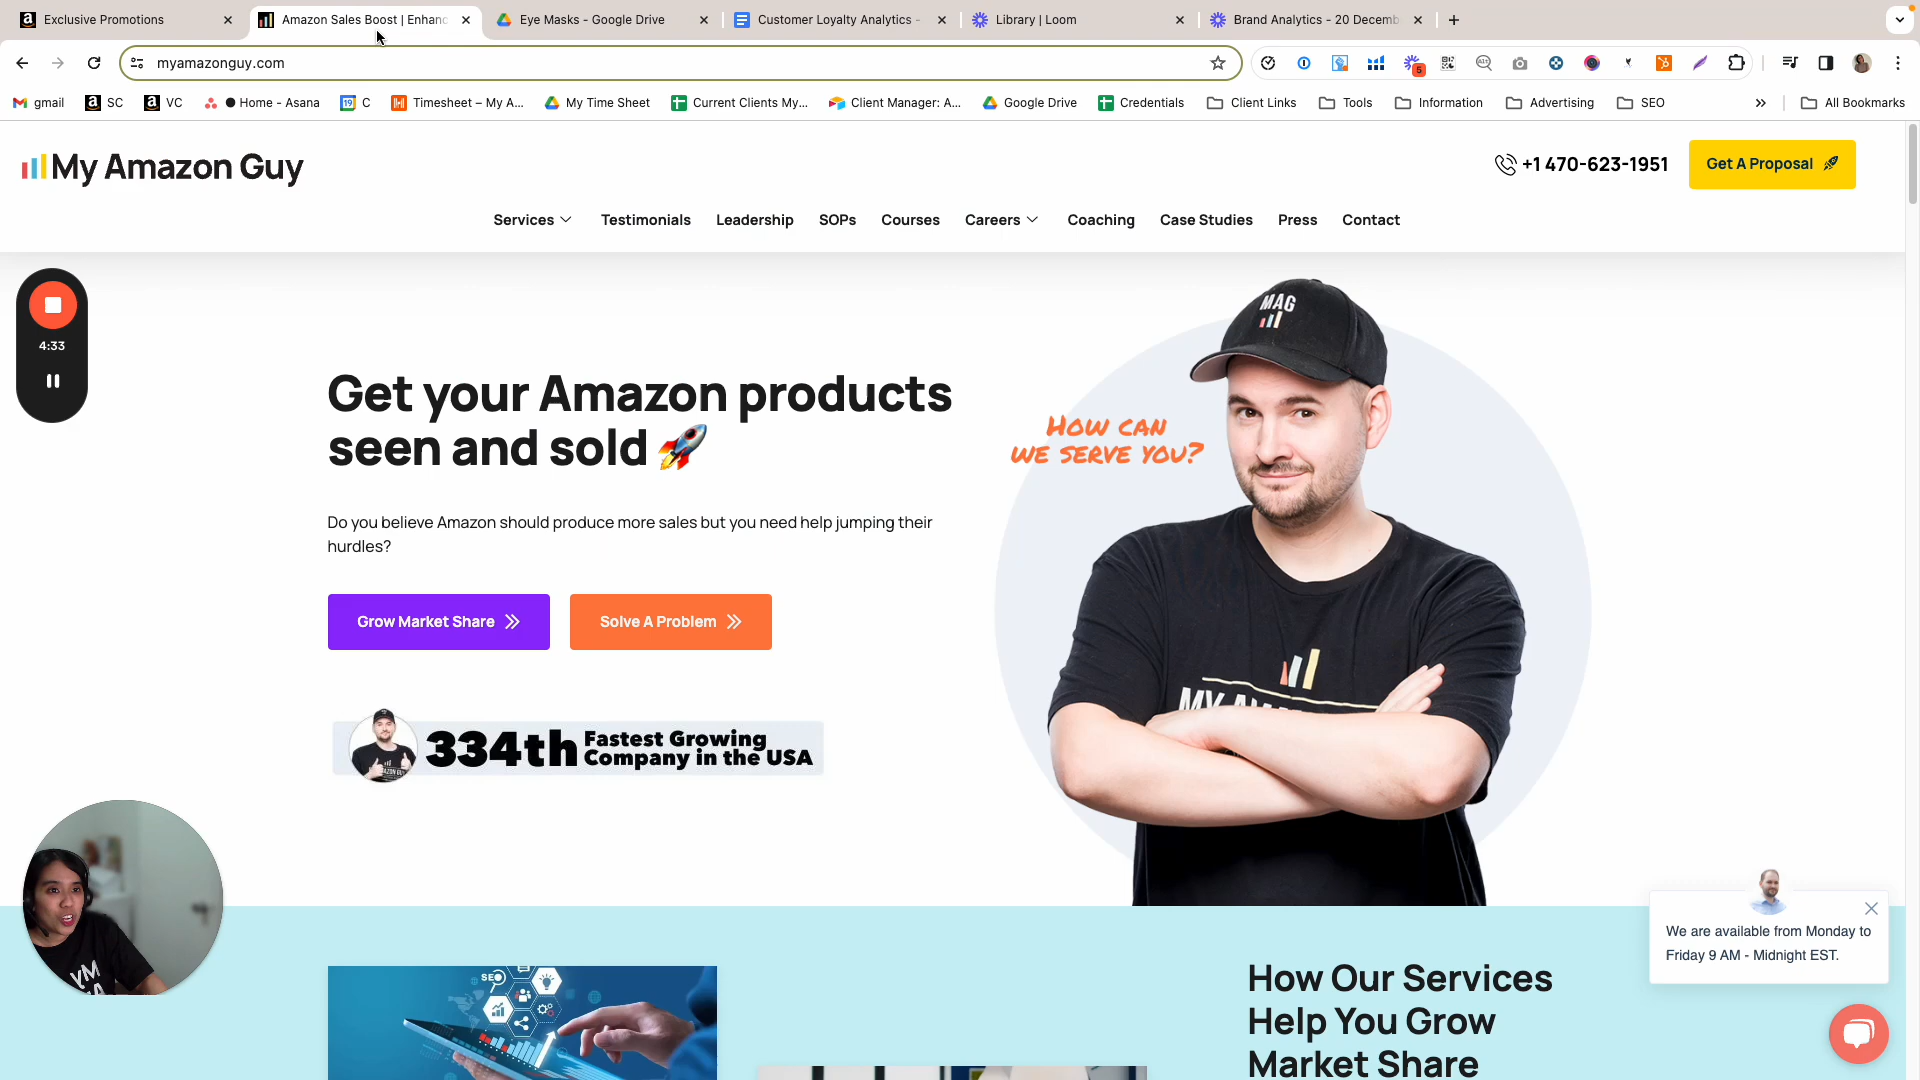 Exclusive Promotions
Amazon Sales Boost | Enhanc
Eye Masks - Google Drive
Customer Loyalty Analytics -
Library | Loom
Brand Analytics - 20 Decemb
myamazonguy.com
5
gmail
SC
VC
Home - Asana
19
C
Timesheet – My A...
My Time Sheet
Current Clients My...
Client Manager: A...
Google Drive
Credentials
Client Links
Tools
Information
Advertising
SEO
All Bookmarks
My Amazon Guy
+1 470-623-1951
Get A Proposal
Services
Testimonials
Leadership
SOPs
Courses
Careers
Coaching
Case Studies
Press
Contact
4:33
MAG
Get your Amazon products
seen and sold 🚀
How can
we serve you?
Do you believe Amazon should produce more sales but you need help jumping their
hurdles?
Grow Market Share
Solve A Problem
334th
Fastest Growing
Company in the USA
We are available from Monday to
Friday 9 AM - Midnight EST.
SEO
How Our Services
Help You Grow
Market Share